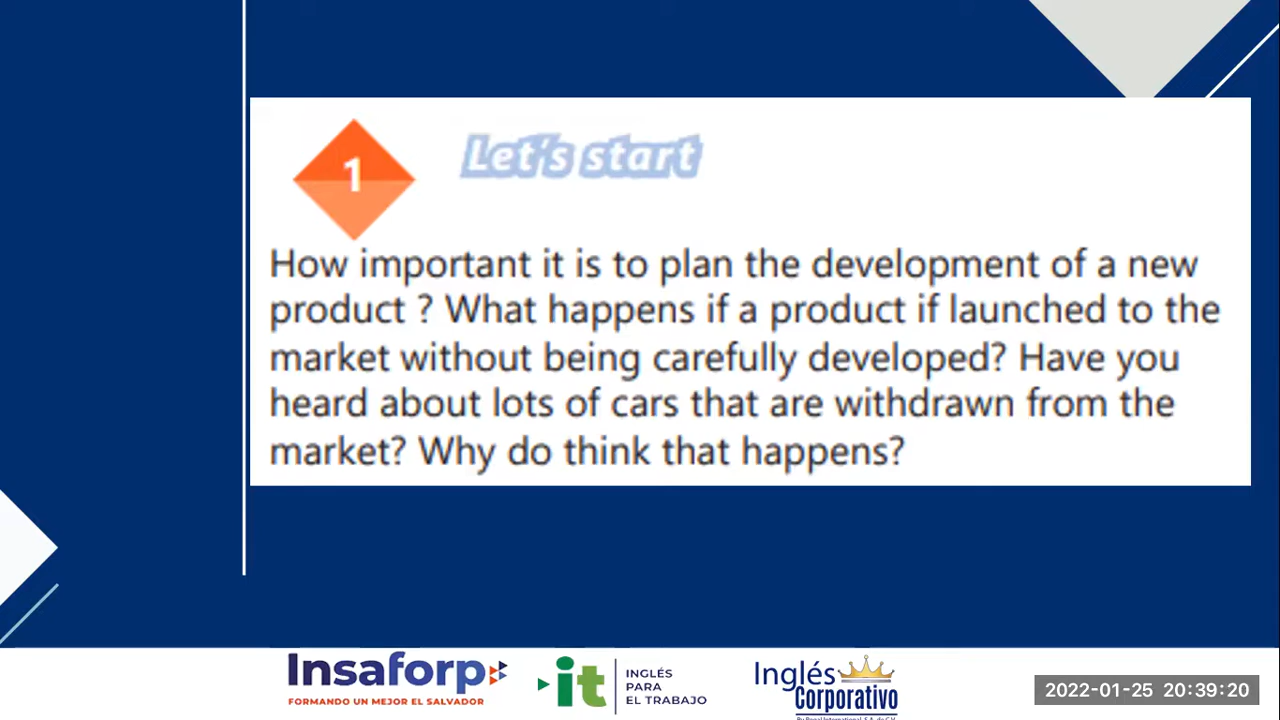 1
Let's start
How important it is to plan the development of a new
product ? What happens if a product if launched to the
market without being carefully developed? Have you
heard about lots of cars that are withdrawn from the
market? Why do think that happens?
Insaforp
FORMANDO UN MEJOR EL SALVADOR
it
INGLÉS
PARA
EL TRABAJO
Inglés
Corporativo
2022-01-25 20:39:20